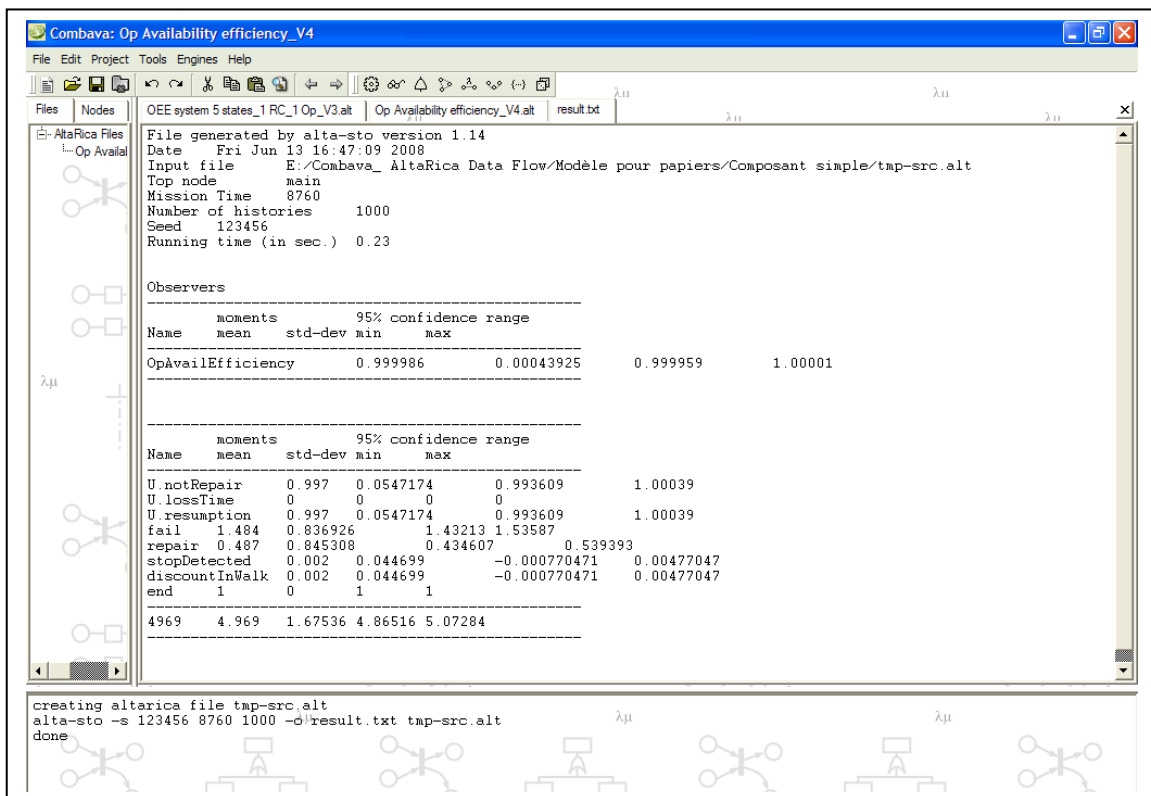 Combava: Op Availability efficiency_V4
File Edit Project Tools Engines Help
Files Nodes OEE system 5 states_1 RC_1 Op_V3.alt Op Availability efficiency_V4.alt result.txt
AltaRica Files
Op Availal
File generated by alta-sto version 1.14
Date Fri Jun 13 16:47:09 2008
Input file E:/Combava_ AltaRica Data Flow/Modèle pour papiers/Composant simple/tmp-src.alt
Top node main
Mission Time 8760
Number of histories 1000
Seed 123456
Running time (in sec.) 0.23
Observers
moments 95% confidence range
Name mean std-dev min max
OpAvailEfficiency 0.999986 0.00043925 0.999959 1.00001
λμ
moments 95% confidence range
Name mean std-dev min max
U.notRepair 0.997 0.0547174 0.993609 1.00039
U.lossTime 0 0 0 0
U.resumption 0.997 0.0547174 0.993609 1.00039
fail 1.484 0.836926 1.43213 1.53587
repair 0.487 0.845308 0.434607 0.539393
stopDetected 0.002 0.044699 -0.000770471 0.00477047
discountInWalk 0.002 0.044699 -0.000770471 0.00477047
end 1 0 1 1
4969 4.969 1.67536 4.86516 5.07284
creating altarica file tmp-src.alt
alta-sto -s 123456 8760 1000 -o result.txt tmp-src.alt
done
λμ λμ